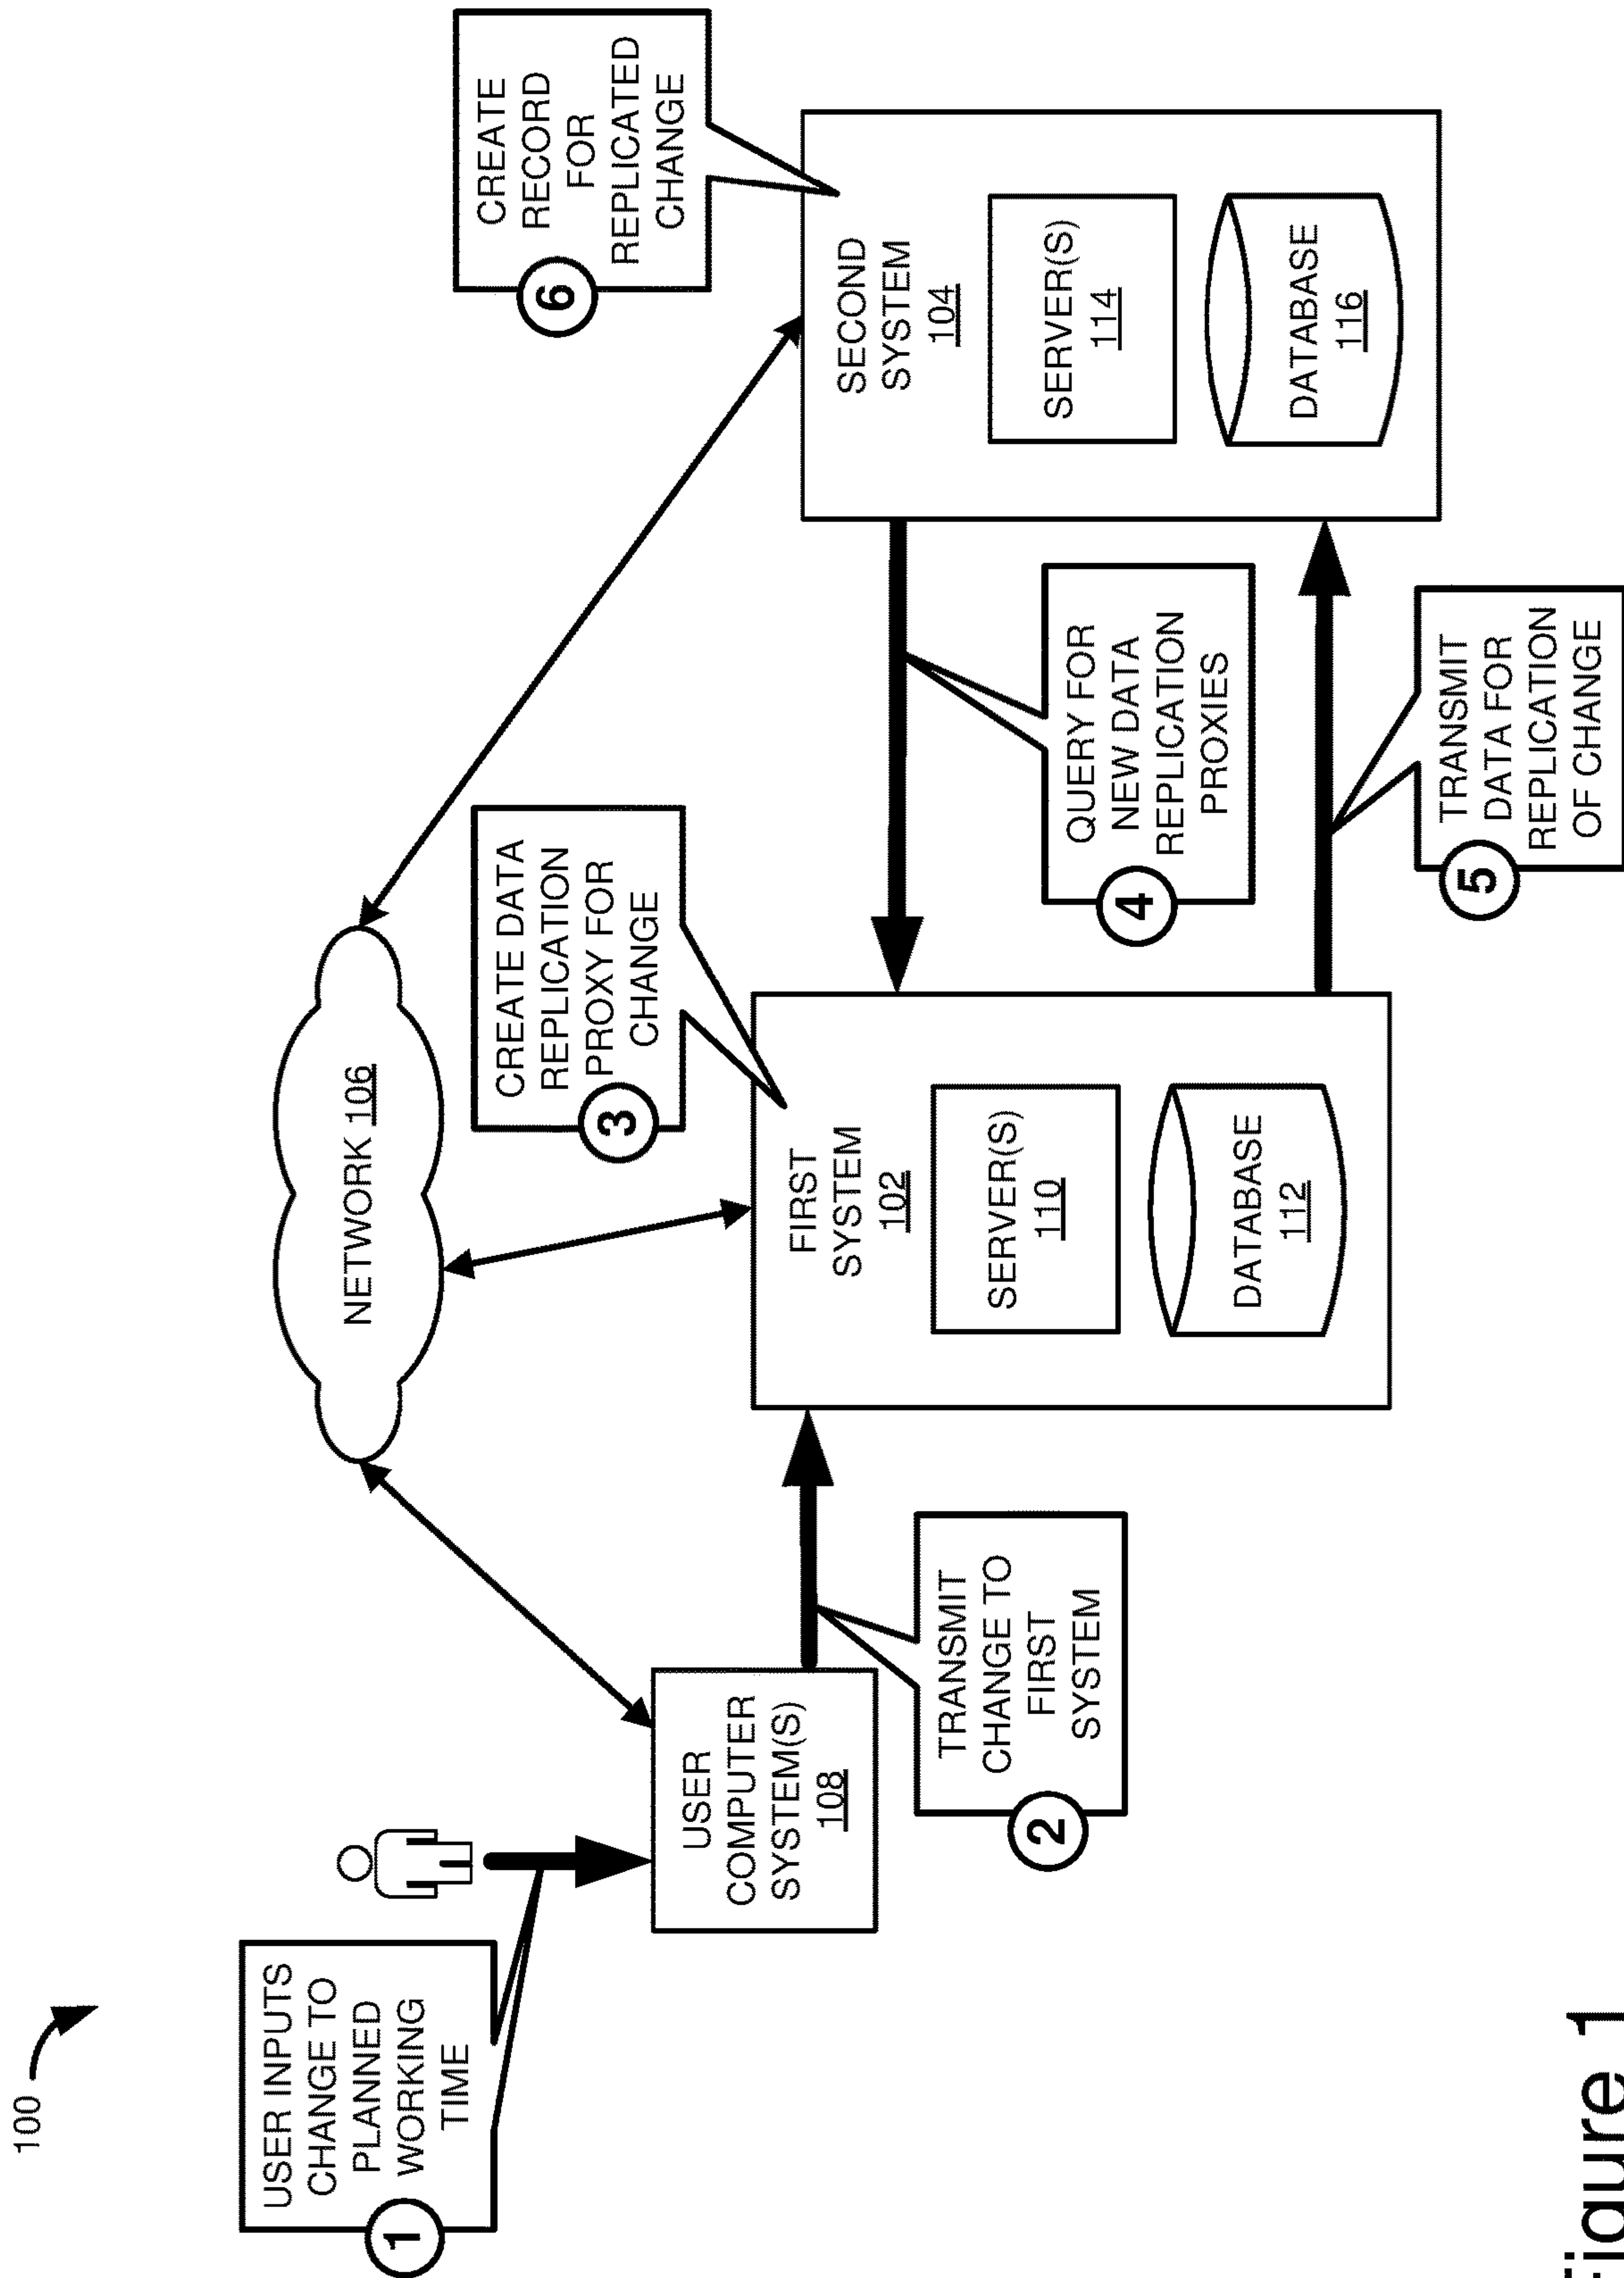 100
1
USER INPUTS
CHANGE TO
PLANNED
WORKING
TIME
NETWORK 106
USER
COMPUTER
SYSTEM(S)
108
2
TRANSMIT
CHANGE TO
FIRST
SYSTEM
3
CREATE DATA
REPLICATION
PROXY FOR
CHANGE
FIRST
SYSTEM
102
SERVER(S)
110
DATABASE
112
4
QUERY FOR
NEW DATA
REPLICATION
PROXIES
5
TRANSMIT
DATA FOR
REPLICATION
OF CHANGE
6
CREATE
RECORD
FOR
REPLICATED
CHANGE
SECOND
SYSTEM
104
SERVER(S)
114
DATABASE
116
Figure 1